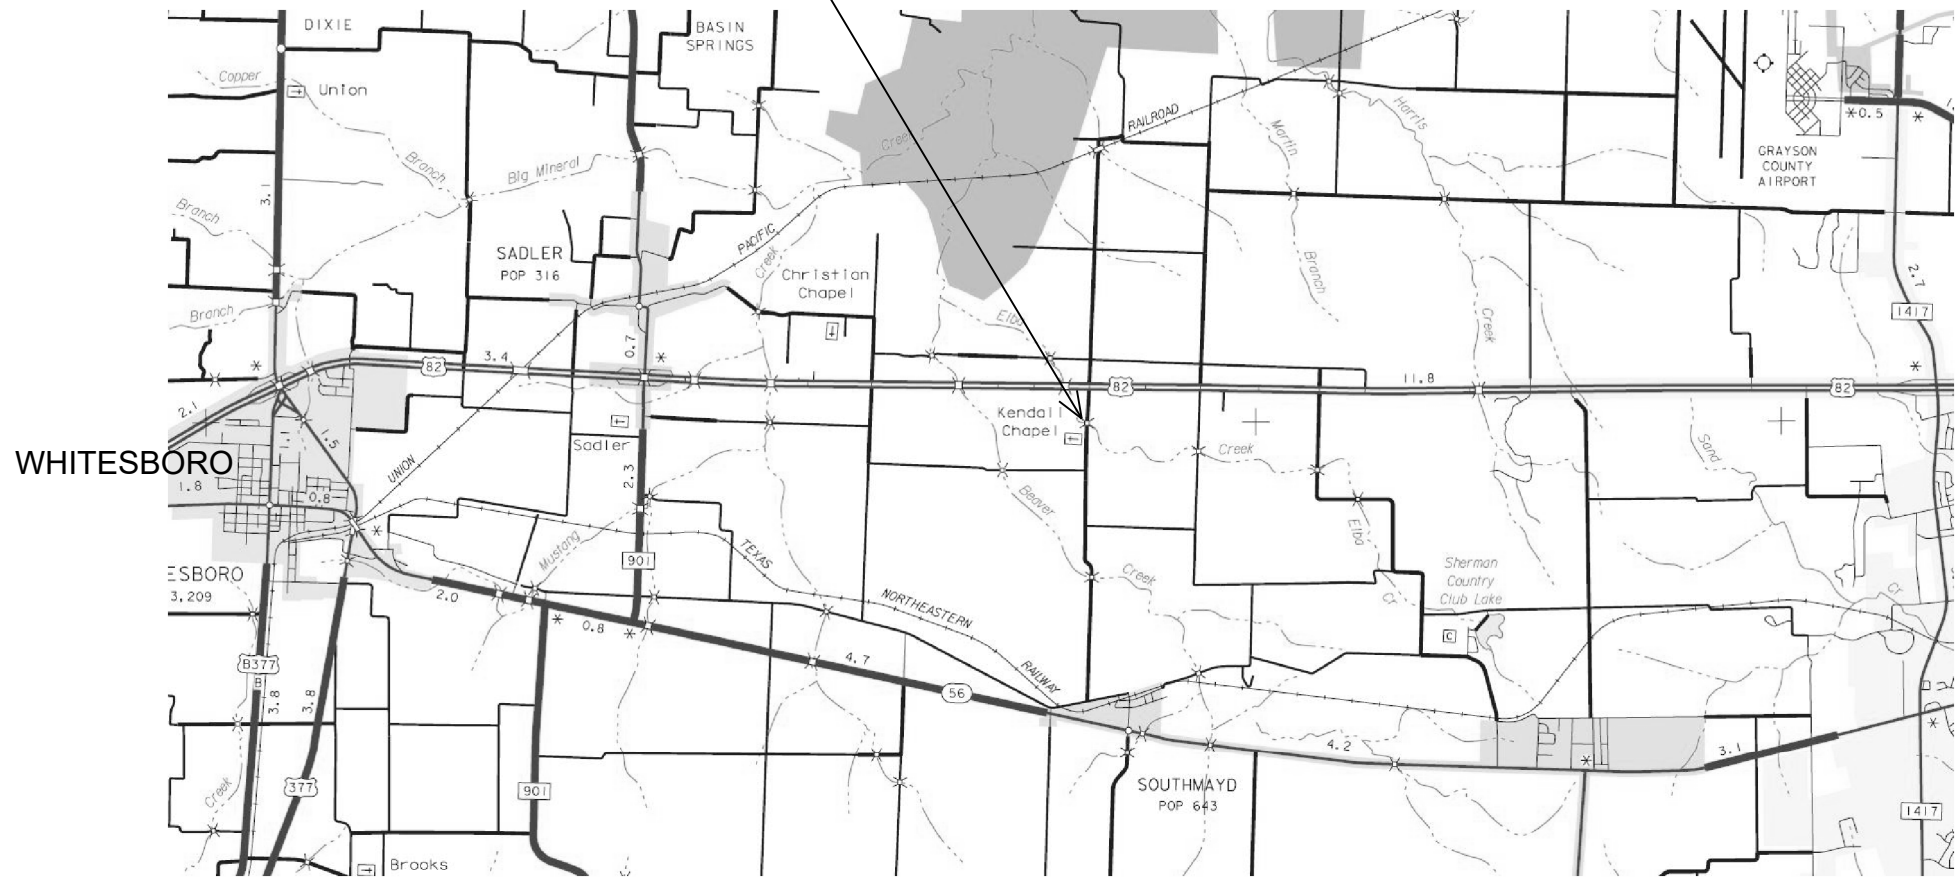 DIXIE
BASIN
SPRINGS
Copper
Union
Branch
Big Mineral
Creek
RAILROAD
Martin
Harris
*0.5
*
GRAYSON
COUNTY
AIRPORT
3.1
Branch
SADLER
POP 316
PACIFIC
Creek
Christian
Chapel
Branch
2.7
1417
Branch
Elba
Creek
0.7
*
*
82
3.4
82
11.8
82
*
2.1
1.5
Kendall
Chapel
Sadler
Creek
Sand
WHITESBORO
UNION
1.8
0.8
2.3
Beaver
Elba
*
Mustang
TEXAS
901
ESBORO
3,209
2.0
Creek
Cr
Sherman
Country
Club Lake
Cr
NORTHEASTERN
*
0.8
*
C
B377
B
4.7
RAILWAY
3.8
3.8
56
*
4.2
3.1
*
377
901
Creek
SOUTHMAYD
POP 643
1417
Brooks